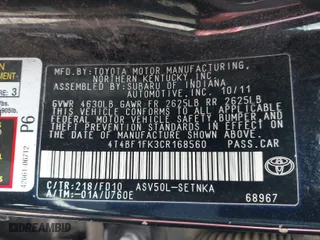 MFD. BY: TOYOTA MOTOR MANUFACTURING,
NORTHERN KENTUCKY, INC.
ASSEMBLED BY: SUBARU OF INDIANA
AUTOMOTIVE, INC. 10/11
GVWR 4630LB GAWR FR 2625LB RR 2625LB
THIS VEHICLE CONFORMS TO ALL APPLICABLE
FEDERAL MOTOR VEHICLE SAFETY, BUMPER, AND
THEFT PREVENTION STANDARDS IN EFFECT ON
THE DATE OF MANUFACTURE SHOWN ABOVE.
4T4BF1FK3CR168560 PASS.CAR
C/TR:218/FD10 ASV50L-SETNKA
A/TM:-01A/U760E
68967
TOYOTA
P6
42661-06712